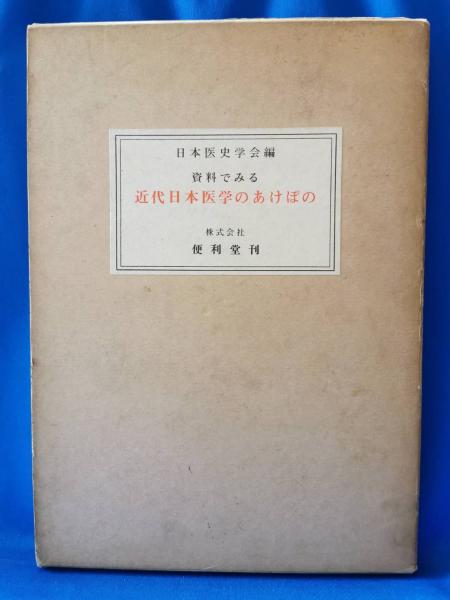 日本医史学会編
資料でみる
近代日本医学のあけぼの
株式会社
便利堂刊